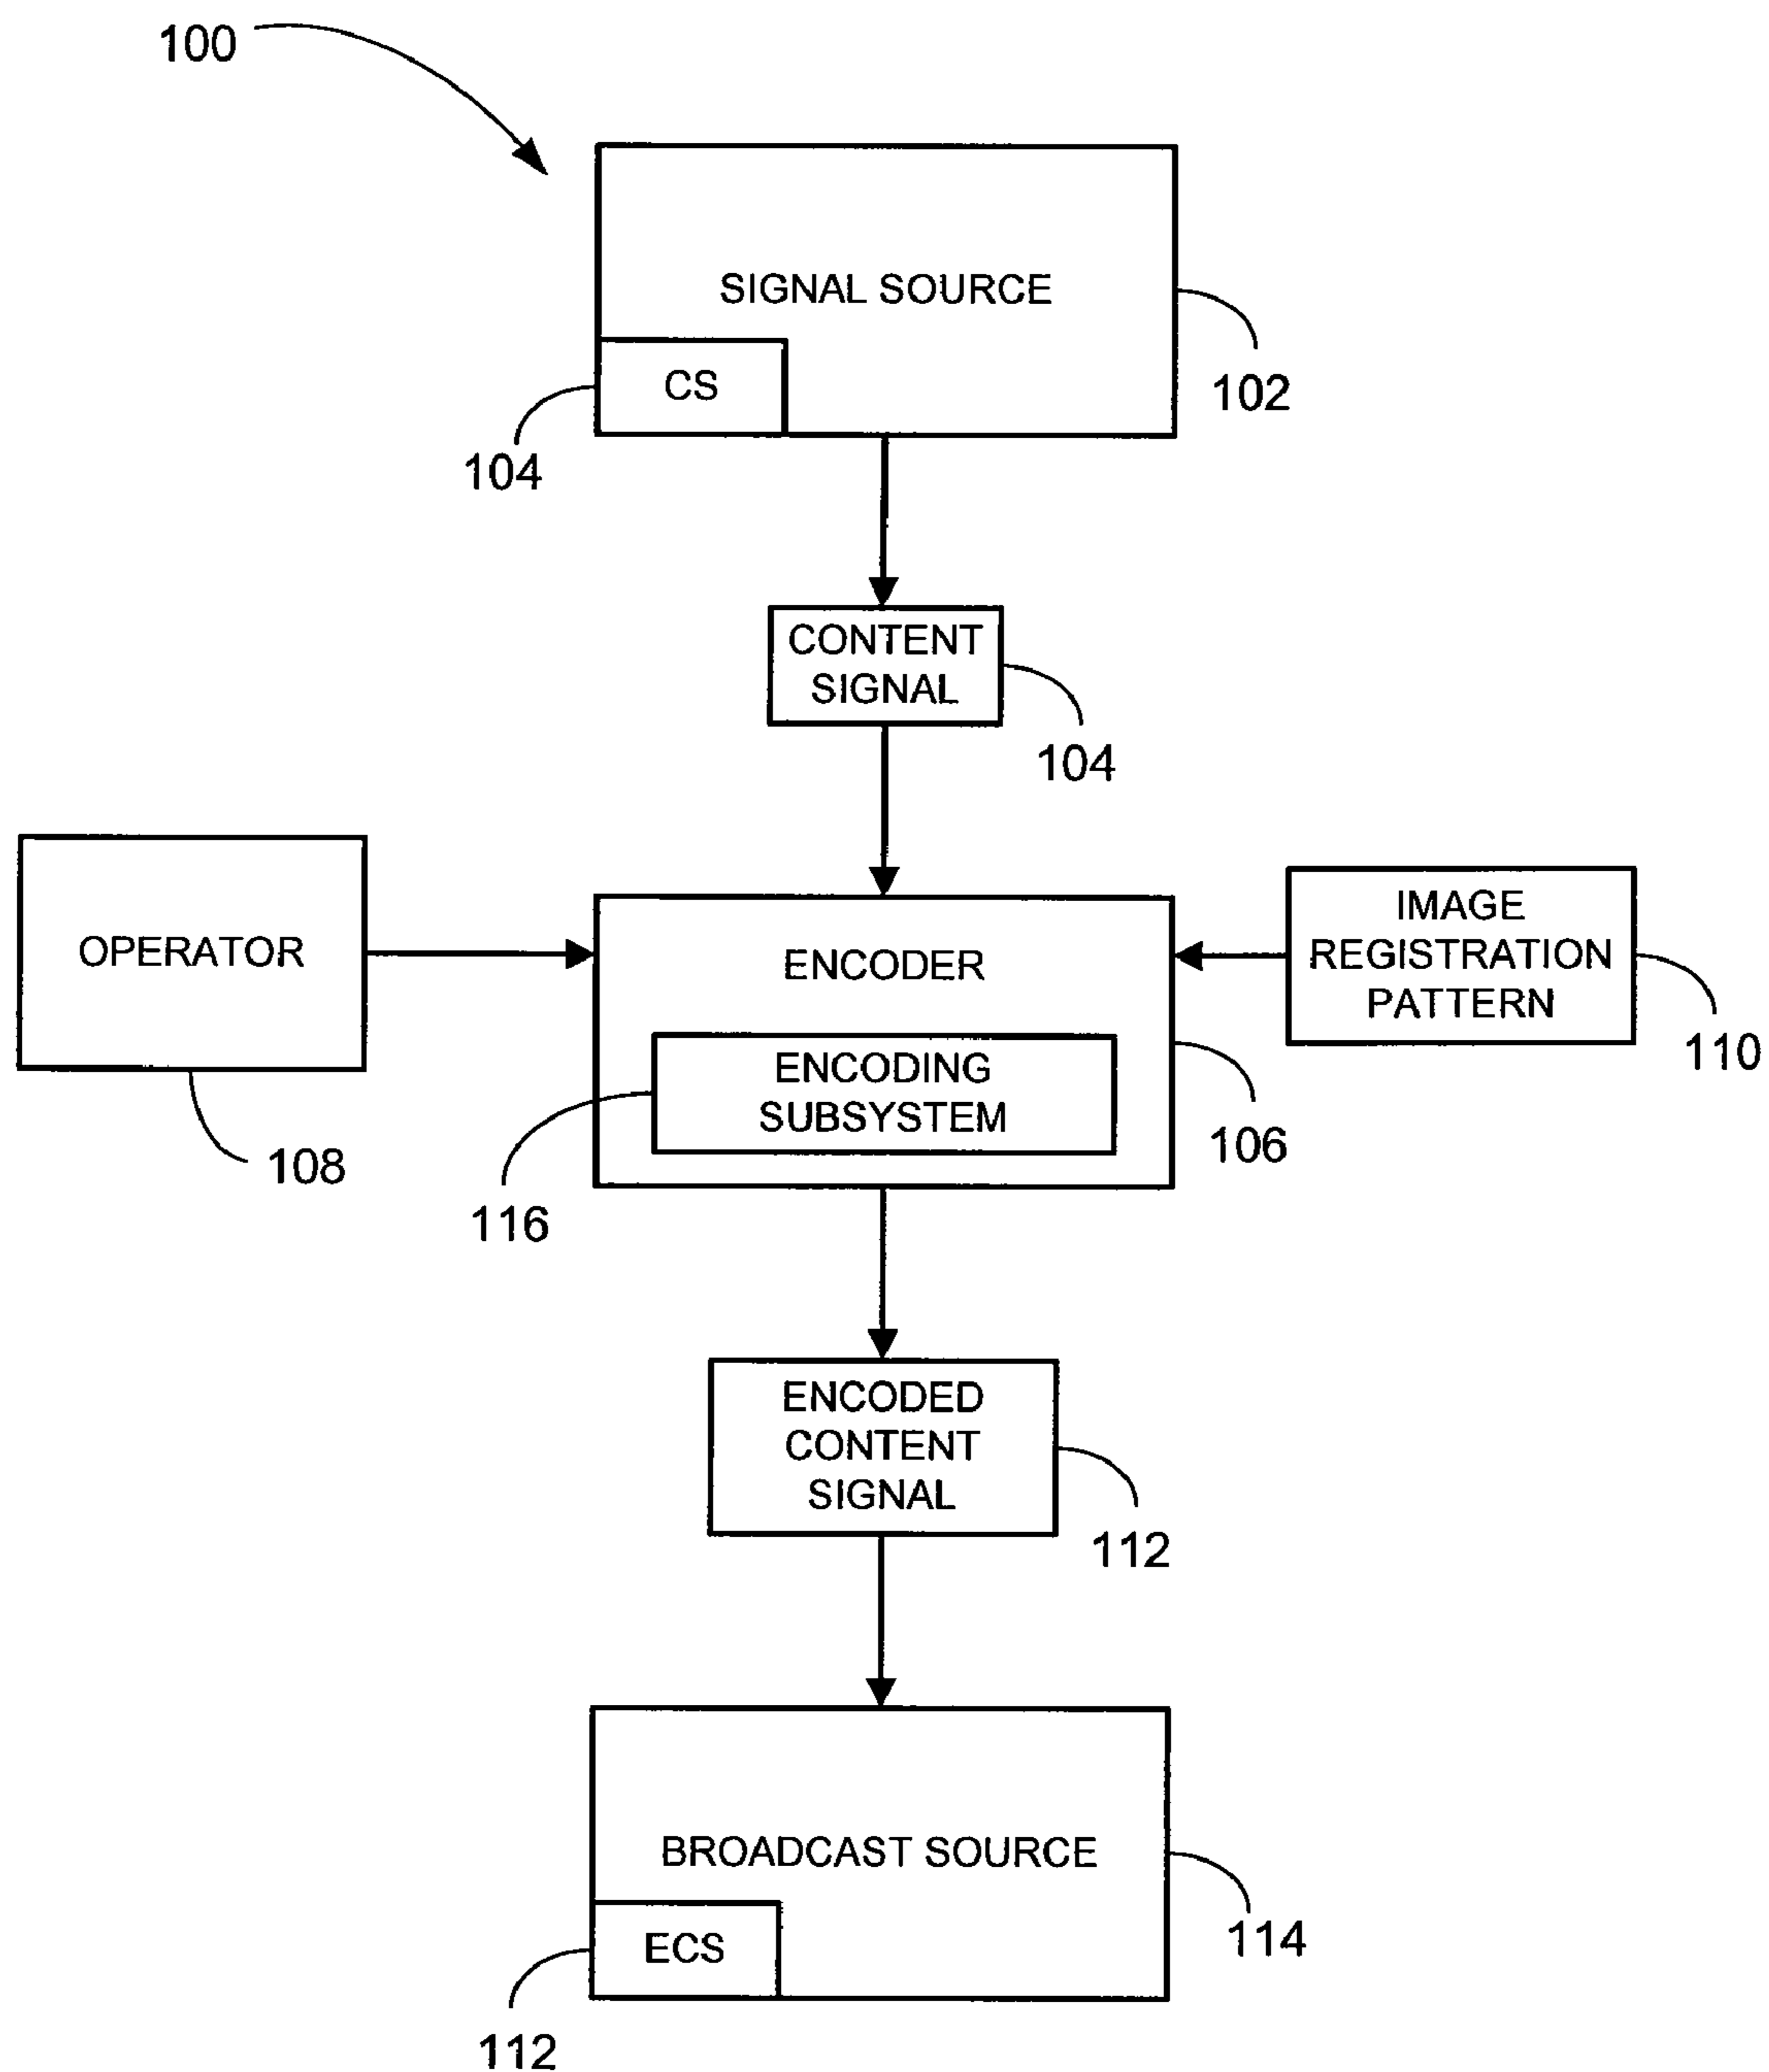 100
SIGNAL SOURCE
CS
102
104
CONTENT
SIGNAL
104
OPERATOR
108
ENCODER
ENCODING
SUBSYSTEM
116
106
IMAGE
REGISTRATION
PATTERN
110
ENCODED
CONTENT
SIGNAL
112
BROADCAST SOURCE
ECS
114
112